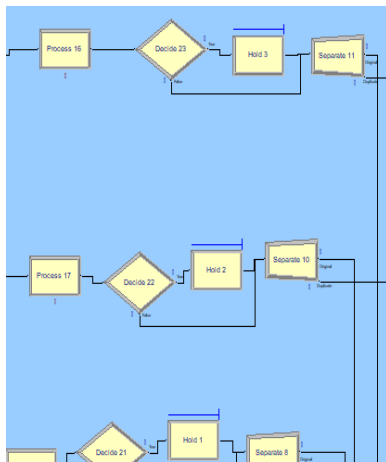 Process 16
Decide 23
True
Hold 3
Separate 11
Original
Duplicate
False
Process 17
Decide 22
True
Hold 2
Separate 10
Original
Duplicate
False
Decide 21
True
Hold 1
Separate 8
Original